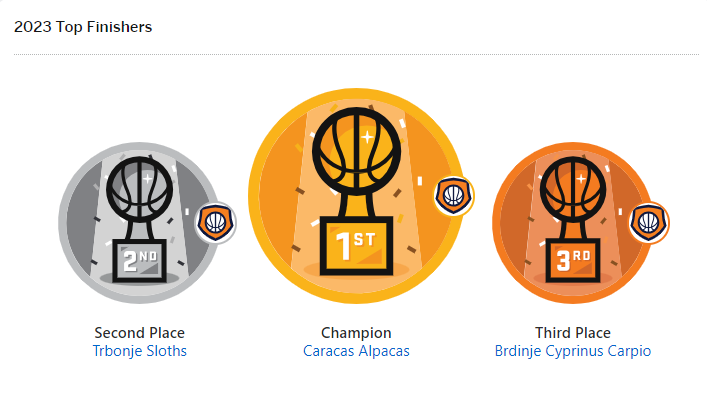 2023 Top Finishers
2ND
1ST
3RD
Second Place
Trbonje Sloths
Champion
Caracas Alpacas
Third Place
Brdinje Cyprinus Carpio